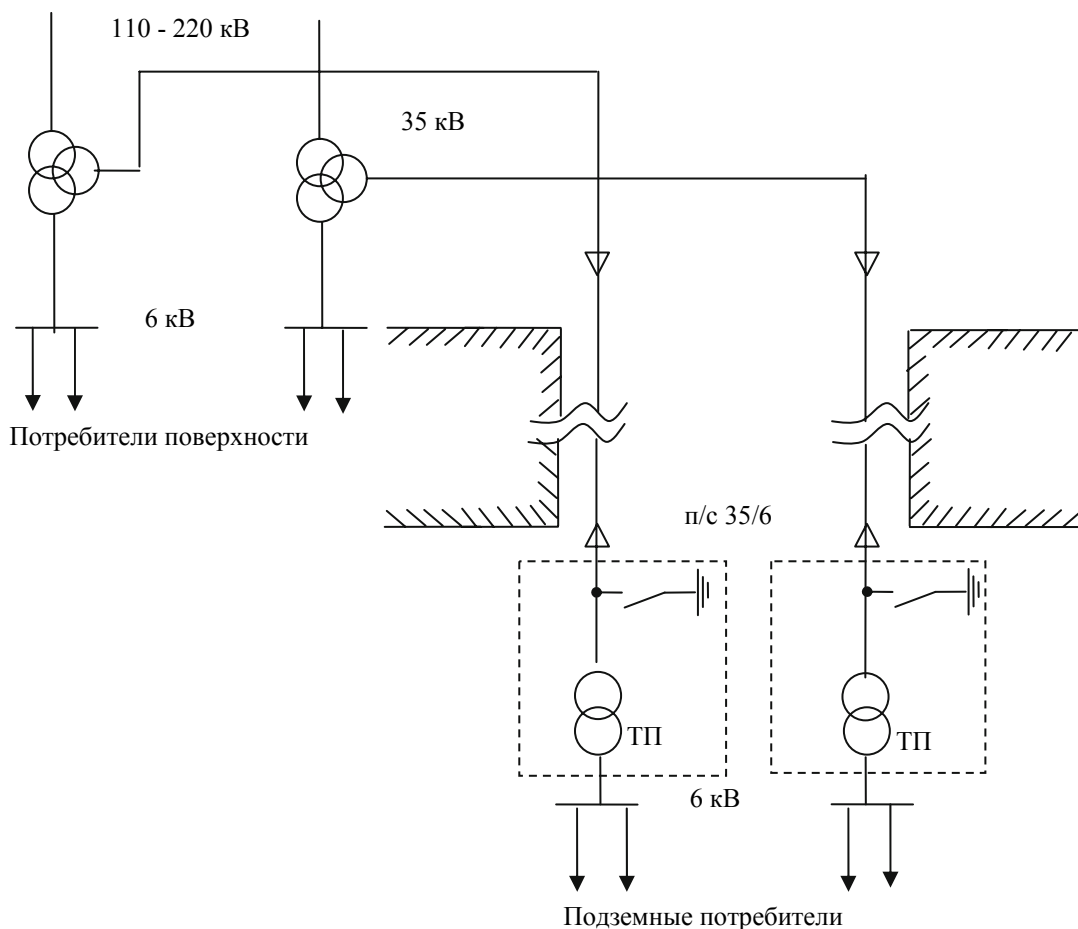 110 - 220 кВ
35 кВ
6 кВ
Потребители поверхности
п/с 35/6
ТП
ТП
6 кВ
Подземные потребители